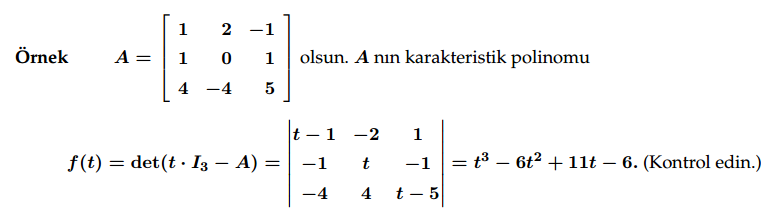 Örnek A = [ 1 2 −1 ; 1 0 1 ; 4 −4 5 ] olsun. A nın karakteristik polinomu
f(t) = det(t · I₃ − A) = | t − 1 −2 1 ; −1 t −1 ; −4 4 t − 5 | = t³ − 6t² + 11t − 6. (Kontrol edin.)